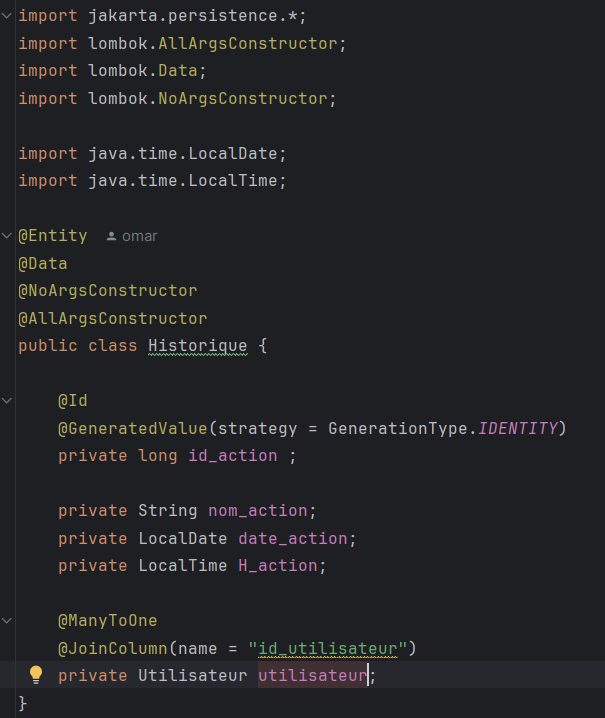 import jakarta.persistence.*;
import lombok.AllArgsConstructor;
import lombok.Data;
import lombok.NoArgsConstructor;
import java.time.LocalDate;
import java.time.LocalTime;
@Entity omar
@Data
@NoArgsConstructor
@AllArgsConstructor
public class Historique {
@Id
@GeneratedValue(strategy = GenerationType.IDENTITY)
private long id_action ;
private String nom_action;
private LocalDate date_action;
private LocalTime H_action;
@ManyToOne
@JoinColumn(name = "id_utilisateur")
private Utilisateur utilisateur;
}